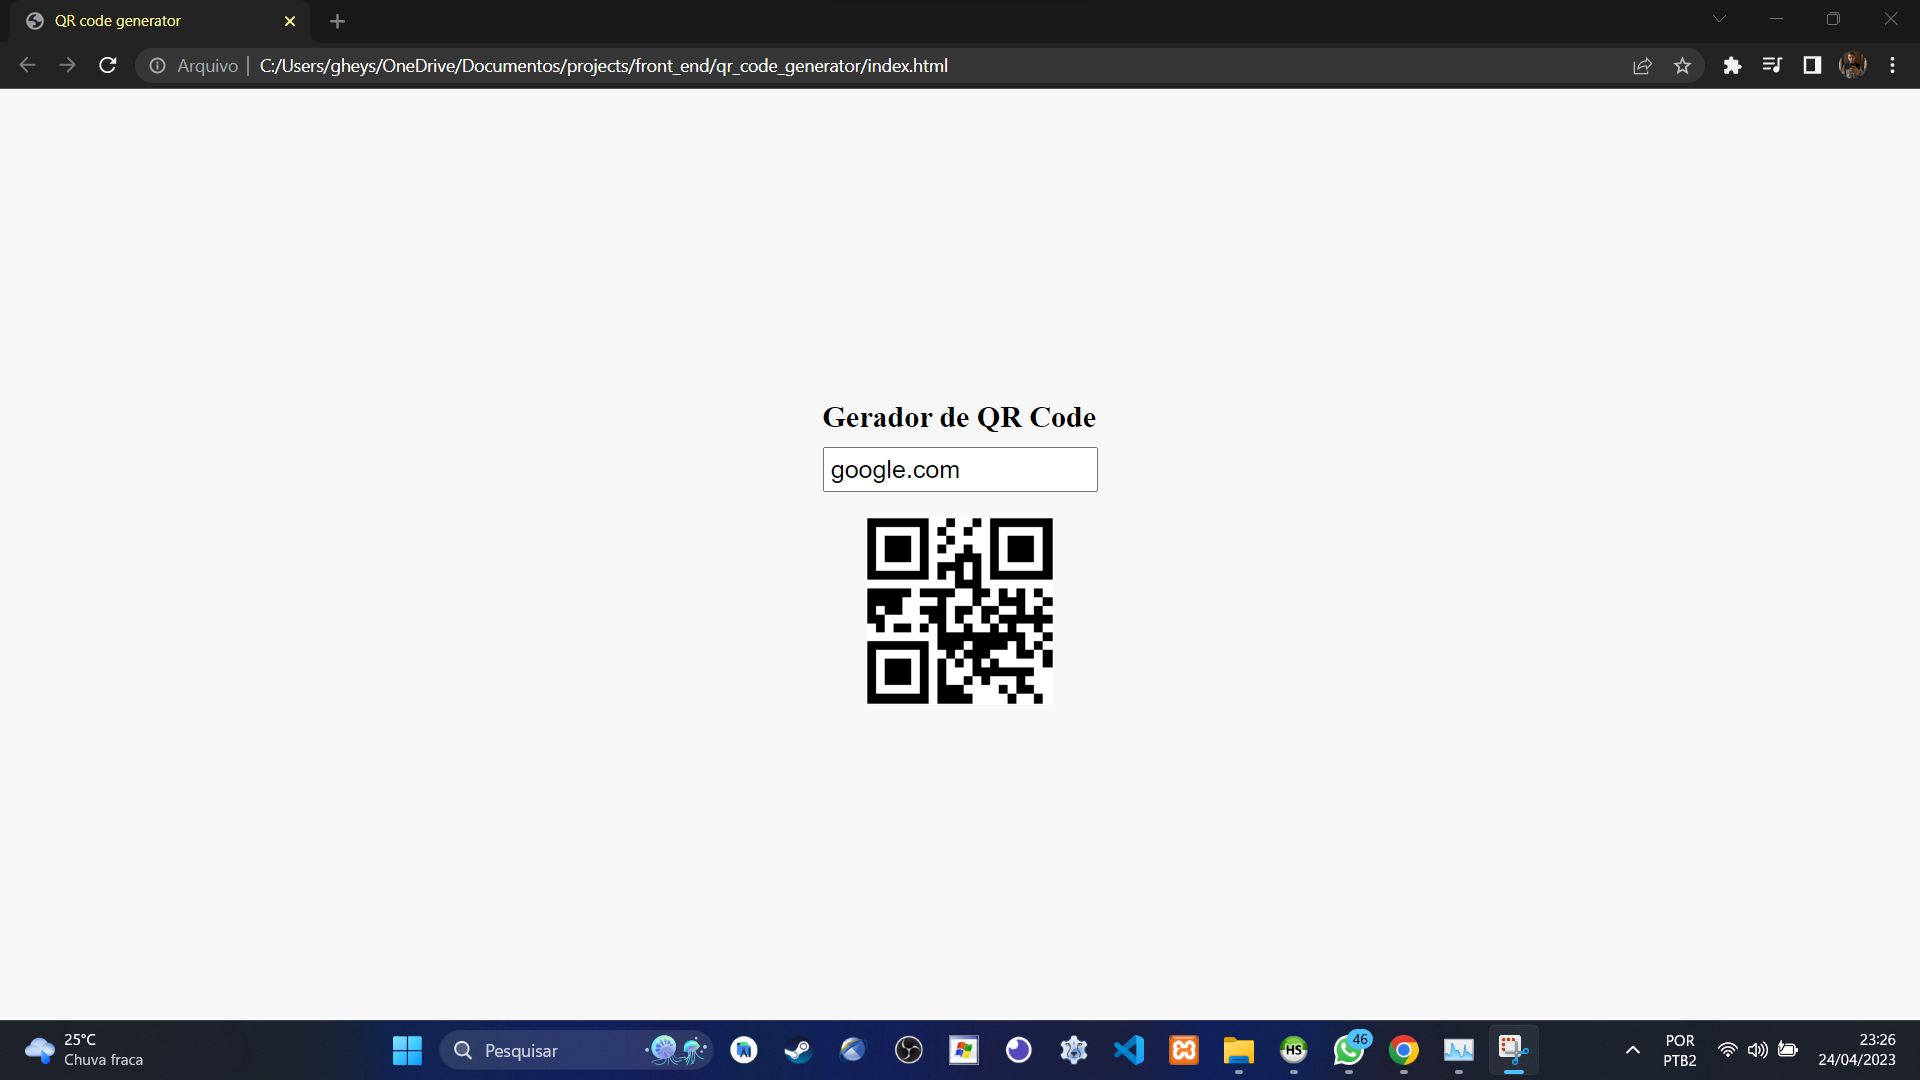 QR code generator
Arquivo | C:/Users/gheys/OneDrive/Documentos/projects/front_end/qr_code_generator/index.html
Gerador de QR Code
google.com
25°C
Chuva fraca
Pesquisar
HS
46
POR
PTB2
23:26
24/04/2023